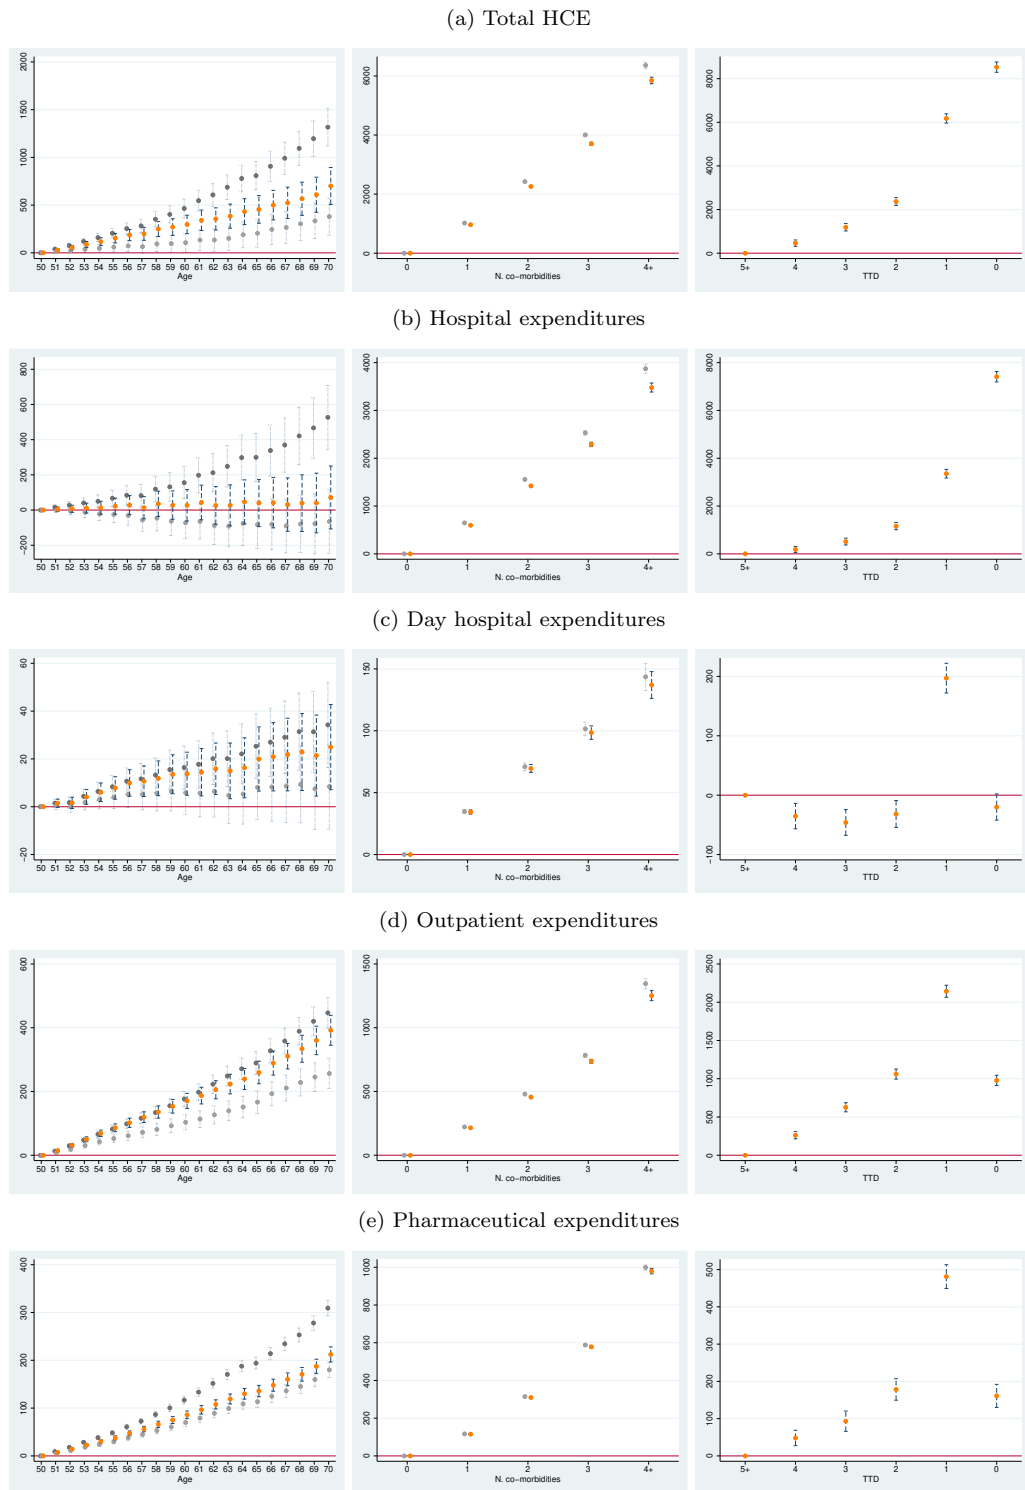 (a) Total HCE
0 500 1000 1500 2000
50 51 52 53 54 55 56 57 58 59 60 61 62 63 64 65 66 67 68 69 70
Age
0 2000 4000 6000
0 1 2 3 4+
N. co−morbidities
0 2000 4000 6000 8000
5+ 4 3 2 1 0
TTD
(b) Hospital expenditures
−200 0 200 400 600 800
50 51 52 53 54 55 56 57 58 59 60 61 62 63 64 65 66 67 68 69 70
Age
0 1000 2000 3000 4000
0 1 2 3 4+
N. co−morbidities
0 2000 4000 6000 8000
5+ 4 3 2 1 0
TTD
(c) Day hospital expenditures
−20 0 20 40 60
50 51 52 53 54 55 56 57 58 59 60 61 62 63 64 65 66 67 68 69 70
Age
0 50 100 150
0 1 2 3 4+
N. co−morbidities
−100 0 100 200
5+ 4 3 2 1 0
TTD
(d) Outpatient expenditures
0 200 400 600
50 51 52 53 54 55 56 57 58 59 60 61 62 63 64 65 66 67 68 69 70
Age
0 500 1000 1500
0 1 2 3 4+
N. co−morbidities
0 500 1000 1500 2000 2500
5+ 4 3 2 1 0
TTD
(e) Pharmaceutical expenditures
0 100 200 300 400
50 51 52 53 54 55 56 57 58 59 60 61 62 63 64 65 66 67 68 69 70
Age
0 200 400 600 800 1000
0 1 2 3 4+
N. co−morbidities
0 100 200 300 400 500
5+ 4 3 2 1 0
TTD